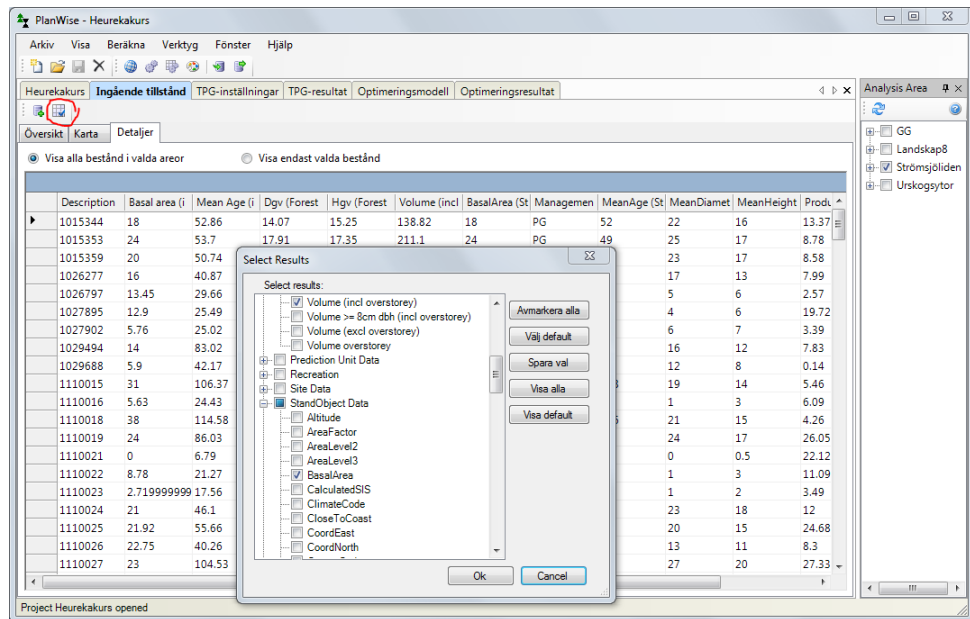 PlanWise - Heurekakurs
Arkiv Visa Beräkna Verktyg Fönster Hjälp
Heurekakurs Ingående tillstånd TPG-inställningar TPG-resultat Optimeringsmodell Optimeringsresultat
Översikt Karta Detaljer
Visa alla bestånd i valda areor Visa endast valda bestånd
Description Basal area (i Mean Age (i Dgv (Forest Hgv (Forest Volume (incl BasalArea (St Managemen MeanAge (St MeanDiamet MeanHeight Produ
1015344 18 52.86 14.07 15.25 138.82 18 PG 52 22 16 13.37
1015353 24 53.7 17.91 17.35 211.1 24 PG 49 25 17 8.78
1015359 20 50.74 23 17 8.58
1026277 16 40.87 17 13 7.99
1026797 13.45 29.66 5 6 2.57
1027895 12.9 25.49 4 6 19.72
1027902 5.76 25.02 6 7 3.39
1029494 14 83.02 16 12 7.83
1029688 5.9 42.17 12 8 0.14
1110015 31 106.37 19 14 5.46
1110016 5.63 24.43 1 3 6.09
1110018 38 114.58 21 15 4.26
1110019 24 86.03 24 17 26.05
1110021 0 6.79 0 0.5 22.12
1110022 8.78 21.27 1 3 11.09
1110023 2.719999999 17.56 1 2 3.49
1110024 21 46.1 23 18 12
1110025 21.92 55.66 20 15 24.68
1110026 22.75 40.26 13 11 8.3
1110027 23 104.53 27 20 27.33
Select Results
Select results:
Volume (incl overstorey)
Volume >= 8cm dbh (incl overstorey)
Volume (excl overstorey)
Volume overstorey
Prediction Unit Data
Recreation
Site Data
StandObject Data
Altitude
AreaFactor
AreaLevel2
AreaLevel3
BasalArea
CalculatedSIS
ClimateCode
CloseToCoast
CoordEast
CoordNorth
Avmarkera alla
Välj default
Spara val
Visa alla
Visa default
Ok Cancel
Analysis Area
GG
Landskap8
Strömsjöliden
Urskogsytor
Project Heurekakurs opened